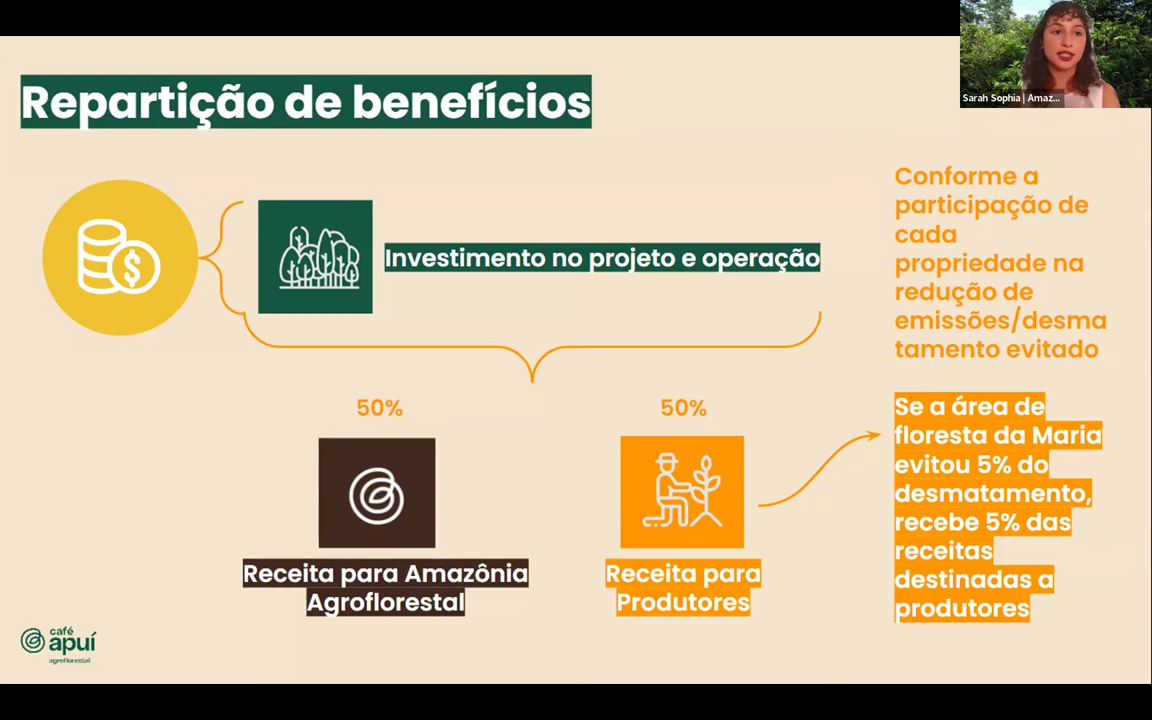 Repartição de benefícios
Sarah Sophia | Amaz...
Investimento no projeto e operação
Conforme a
participação de
cada
propriedade na
redução de
emissões/desma
tamento evitado
50%
50%
Receita para Amazônia
Agroflorestal
Receita para
Produtores
Se a área de
floresta da Maria
evitou 5% do
desmatamento,
recebe 5% das
receitas
destinadas a
produtores
café
apuí
agroflorestal